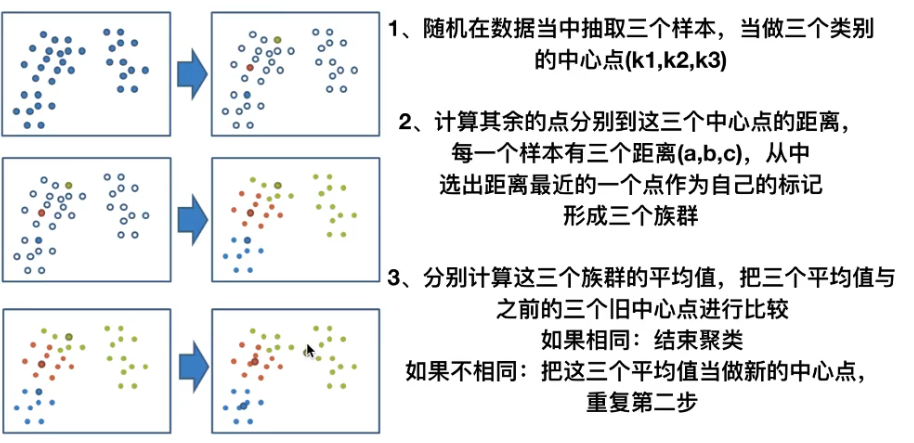 1、随机在数据当中抽取三个样本，当做三个类别
的中心点(k1,k2,k3)
2、计算其余的点分别到这三个中心点的距离，
每一个样本有三个距离(a,b,c)，从中
选出距离最近的一个点作为自己的标记
形成三个族群
3、分别计算这三个族群的平均值，把三个平均值与
之前的三个旧中心点进行比较
如果相同：结束聚类
如果不相同：把这三个平均值当做新的中心点，
重复第二步